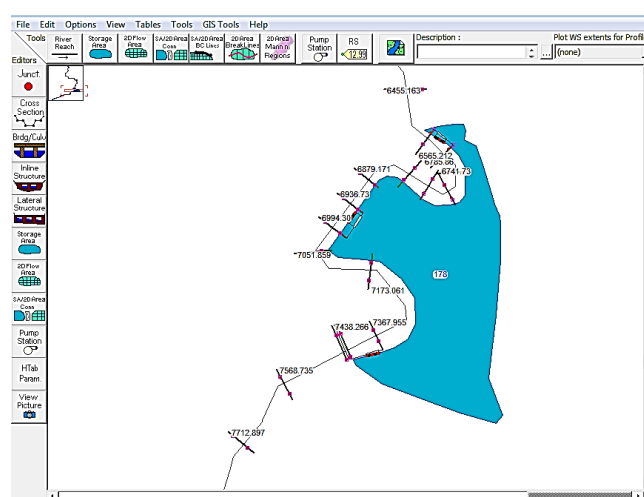 File Edit Options View Tables Tools GIS Tools Help
Tools
Editors
River
Reach
Storage
Area
2D Flow
Area
SA/2D Area
Conn
SA/2D Area
BC Lines
2D Area
BreakLines
2D Area
Mann n
Regions
Pump
Station
RS
12.99
Description :
...
Plot WS extents for Profil
(none)
Junct.
Cross
Section
Brdg/Culv
Inline
Structure
Lateral
Structure
Storage
Area
2D Flow
Area
SA/2D Area
Conn
Pump
Station
HTab
Param.
View
Picture
6455.163
6565.212
6741.73
6879.171
6936.73
6994.30
7051.859
178
7173.061
7438.266
7367.955
7568.735
7712.897